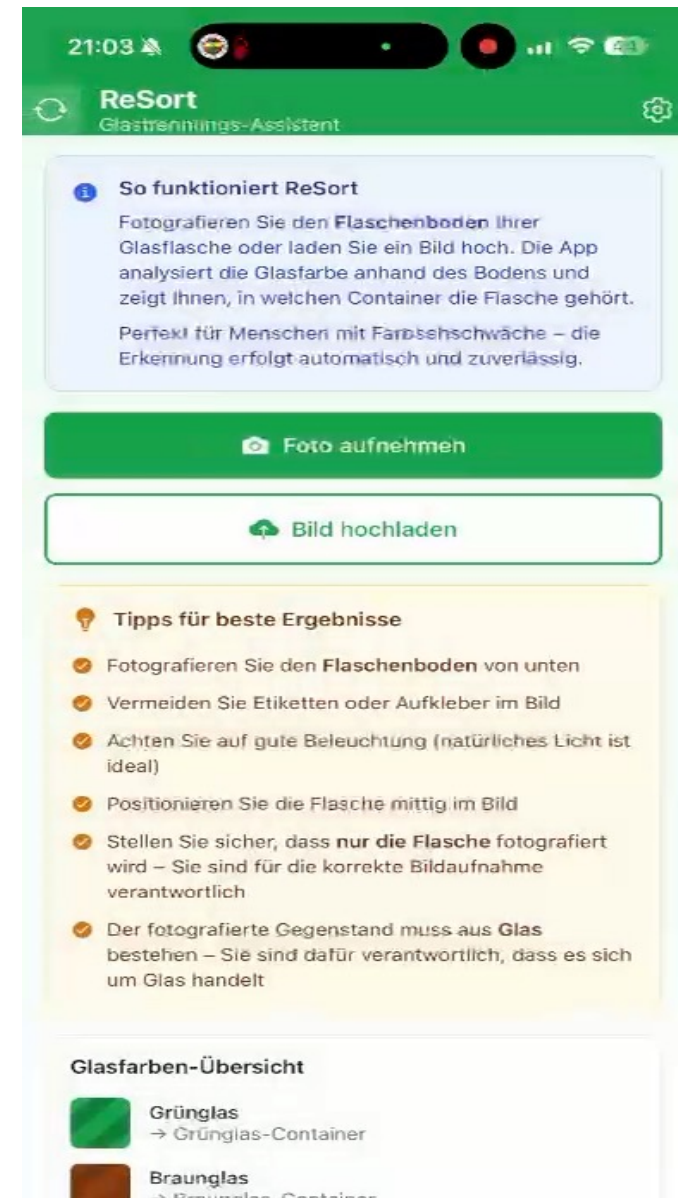 21:03
44
ReSort
Glastrennungs-Assistent
So funktioniert ReSort
Fotografieren Sie den Flaschenboden Ihrer
Glasflasche oder laden Sie ein Bild hoch. Die App
analysiert die Glasfarbe anhand des Bodens und
zeigt Ihnen, in welchen Container die Flasche gehört.
Perfekt für Menschen mit Farbsehschwäche – die
Erkennung erfolgt automatisch und zuverlässig.
Foto aufnehmen
Bild hochladen
Tipps für beste Ergebnisse
Fotografieren Sie den Flaschenboden von unten
Vermeiden Sie Etiketten oder Aufkleber im Bild
Achten Sie auf gute Beleuchtung (natürliches Licht ist
ideal)
Positionieren Sie die Flasche mittig im Bild
Stellen Sie sicher, dass nur die Flasche fotografiert
wird – Sie sind für die korrekte Bildaufnahme
verantwortlich
Der fotografierte Gegenstand muss aus Glas
bestehen – Sie sind dafür verantwortlich, dass es sich
um Glas handelt
Glasfarben-Übersicht
Grünglas
→ Grünglas-Container
Braunglas
→ Braunglas-Container